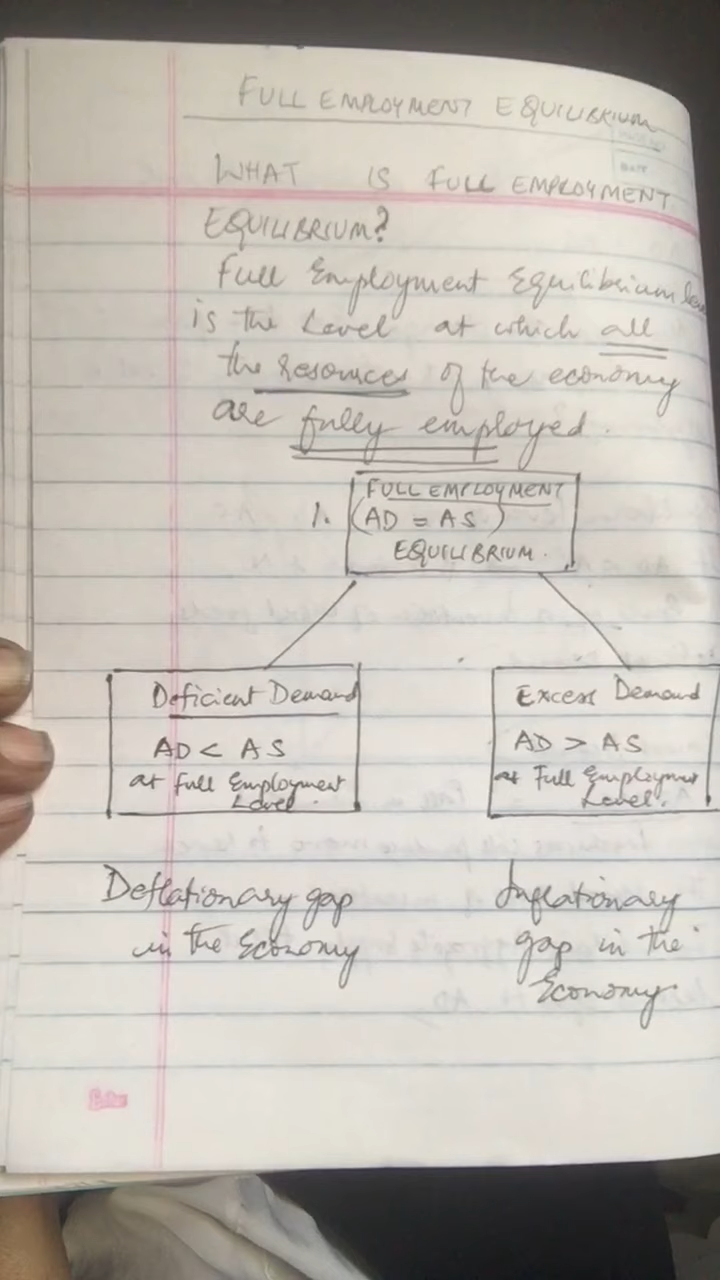 FULL EMPLOYMENT EQUILIBRIUM
WHAT IS FULL EMPLOYMENT
EQUILIBRIUM?
Full Employment Equilibrium
is the Level at which all
the resources of the economy
are fully employed.
1. FULL EMPLOYMENT
(AD = AS)
EQUILIBRIUM.
Deficient Demand
AD < AS
at Full Employment
Level.
Excess Demand
AD > AS
at Full Employment
Level.
Deflationary gap
in the Economy
Inflationary
gap in the
Economy